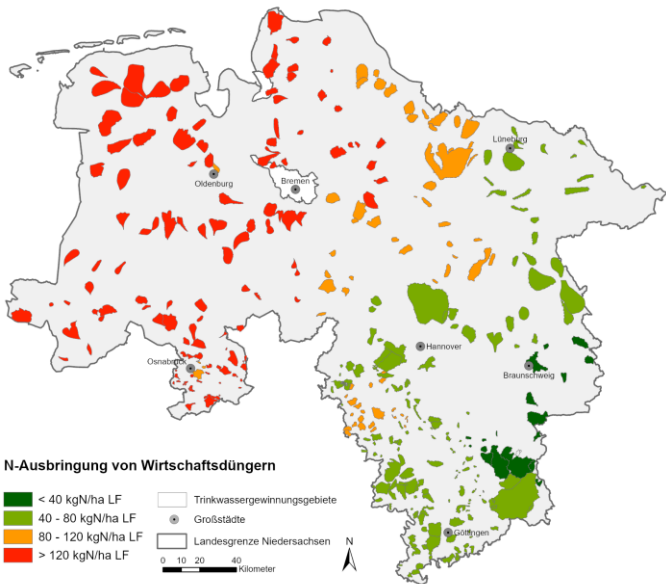 Lüneburg
Oldenburg
Bremen
Hannover
Osnabrück
Braunschweig
Göttingen
N-Ausbringung von Wirtschaftsdüngern
< 40 kgN/ha LF
40 - 80 kgN/ha LF
80 - 120 kgN/ha LF
> 120 kgN/ha LF
Trinkwassergewinnungsgebiete
Großstädte
Landesgrenze Niedersachsen
0 10 20 40
Kilometer
N